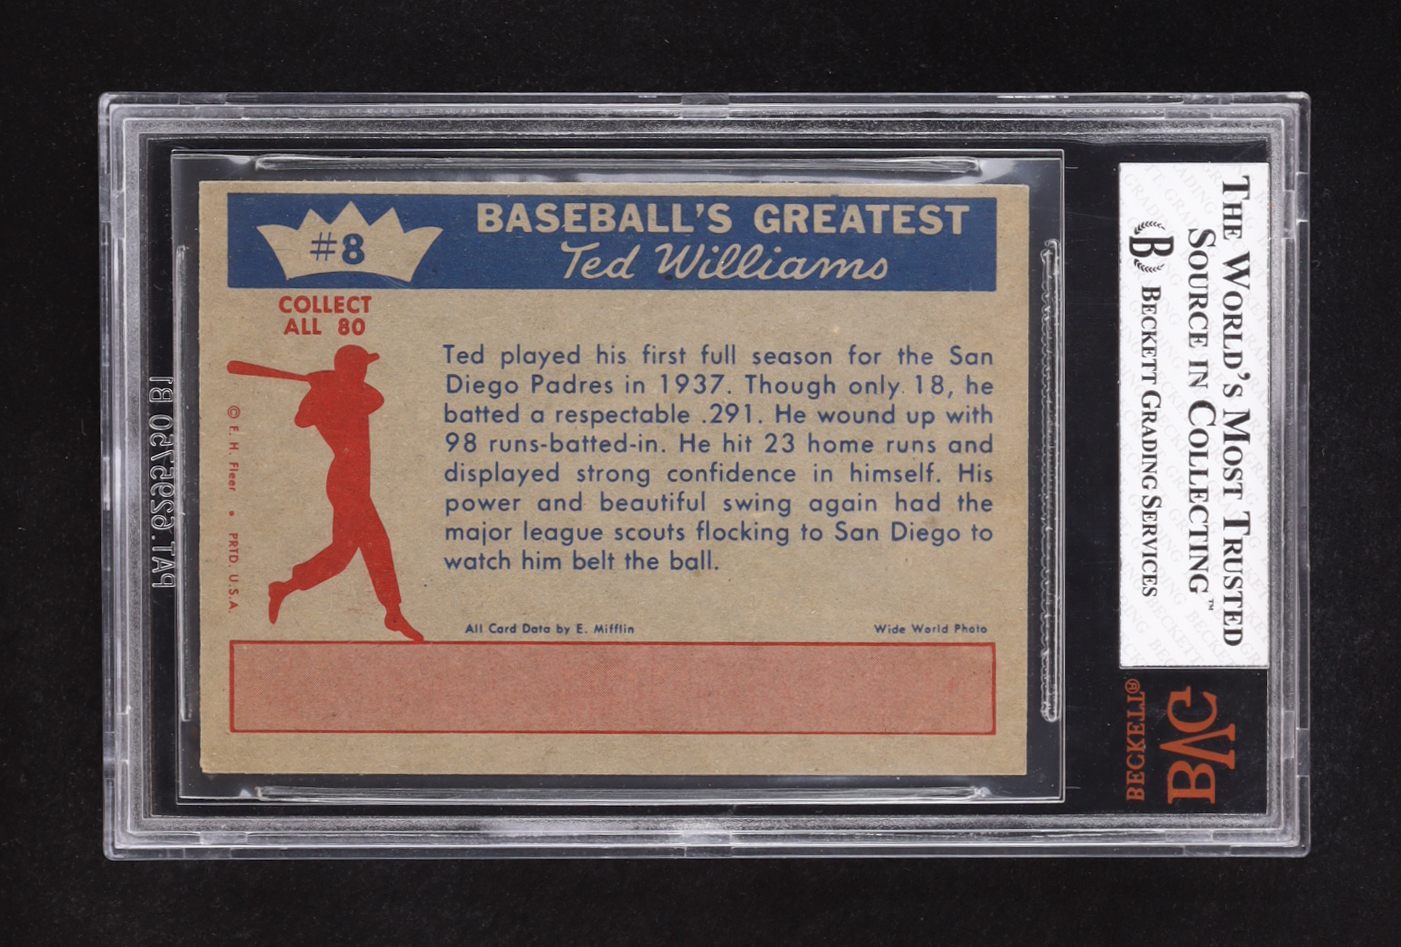 #8
BASEBALL'S GREATEST
Ted Williams
COLLECT
ALL 80
Ted played his first full season for the San
Diego Padres in 1937. Though only 18, he
batted a respectable .291. He wound up with
98 runs-batted-in. He hit 23 home runs and
displayed strong confidence in himself. His
power and beautiful swing again had the
major league scouts flocking to San Diego to
watch him belt the ball.
© F. H. Fleer • PRTD. U.S.A.
All Card Data by E. Mifflin
Wide World Photo
THE WORLD'S MOST TRUSTED
SOURCE IN COLLECTING™
B BECKETT GRADING SERVICES
BECKETT®